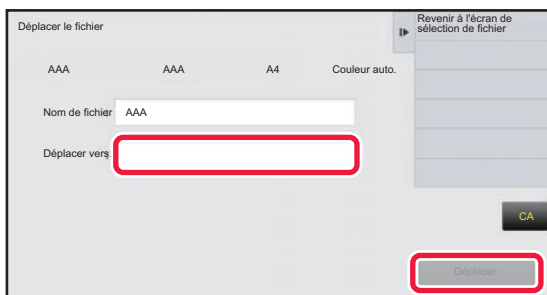 Déplacer le fichier
Revenir à l'écran de
sélection de fichier
AAA AAA A4 Couleur auto.
Nom de fichier AAA
Déplacer vers:
CA
Déplacer